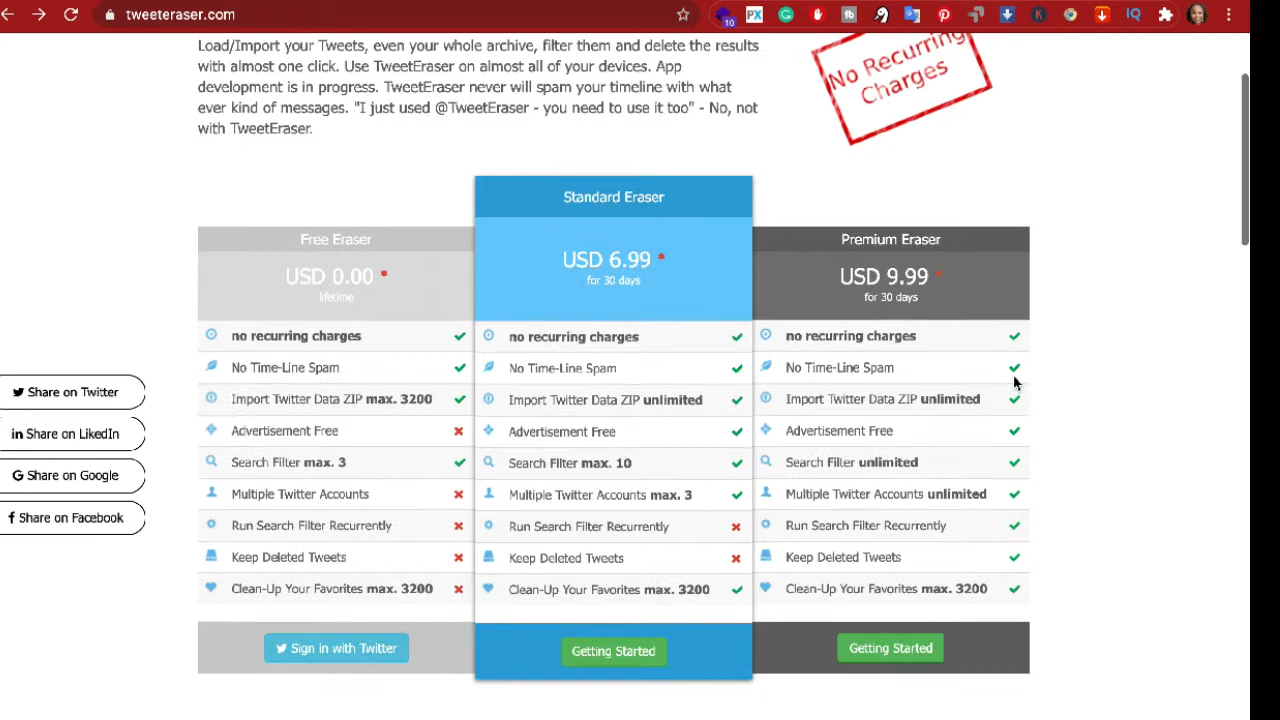 tweeteraser.com
10
PX
IQ
Load/Import your Tweets, even your whole archive, filter them and delete the results
with almost one click. Use TweetEraser on almost all of your devices. App
development is in progress. TweetEraser never will spam your timeline with what
ever kind of messages. "I just used @TweetEraser - you need to use it too" - No, not
with TweetEraser.
No Recurring
Charges
Free Eraser
USD 0.00 *
lifetime
no recurring charges
No Time-Line Spam
Import Twitter Data ZIP max. 3200
Advertisement Free
Search Filter max. 3
Multiple Twitter Accounts
Run Search Filter Recurrently
Keep Deleted Tweets
Clean-Up Your Favorites max. 3200
Sign in with Twitter
Standard Eraser
USD 6.99 *
for 30 days
no recurring charges
No Time-Line Spam
Import Twitter Data ZIP unlimited
Advertisement Free
Search Filter max. 10
Multiple Twitter Accounts max. 3
Run Search Filter Recurrently
Keep Deleted Tweets
Clean-Up Your Favorites max. 3200
Getting Started
Premium Eraser
USD 9.99 *
for 30 days
no recurring charges
No Time-Line Spam
Import Twitter Data ZIP unlimited
Advertisement Free
Search Filter unlimited
Multiple Twitter Accounts unlimited
Run Search Filter Recurrently
Keep Deleted Tweets
Clean-Up Your Favorites max. 3200
Getting Started
Share on Twitter
in Share on LinkedIn
G Share on Google
f Share on Facebook